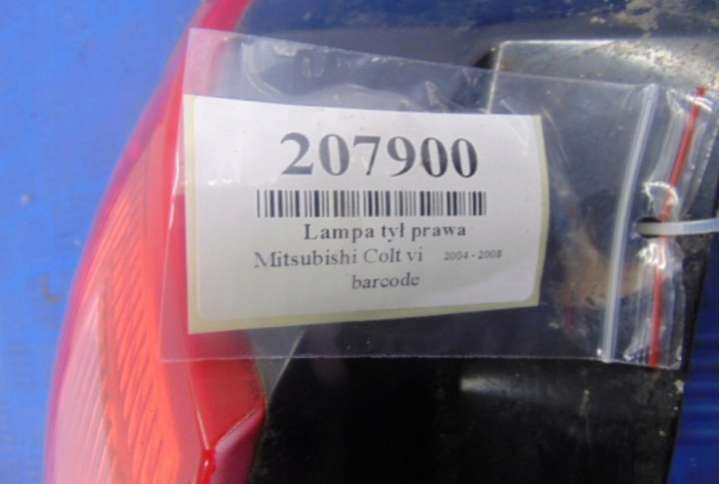 207900
Lampa tył prawa
Mitsubishi Colt vi 2004 - 2008
barcode